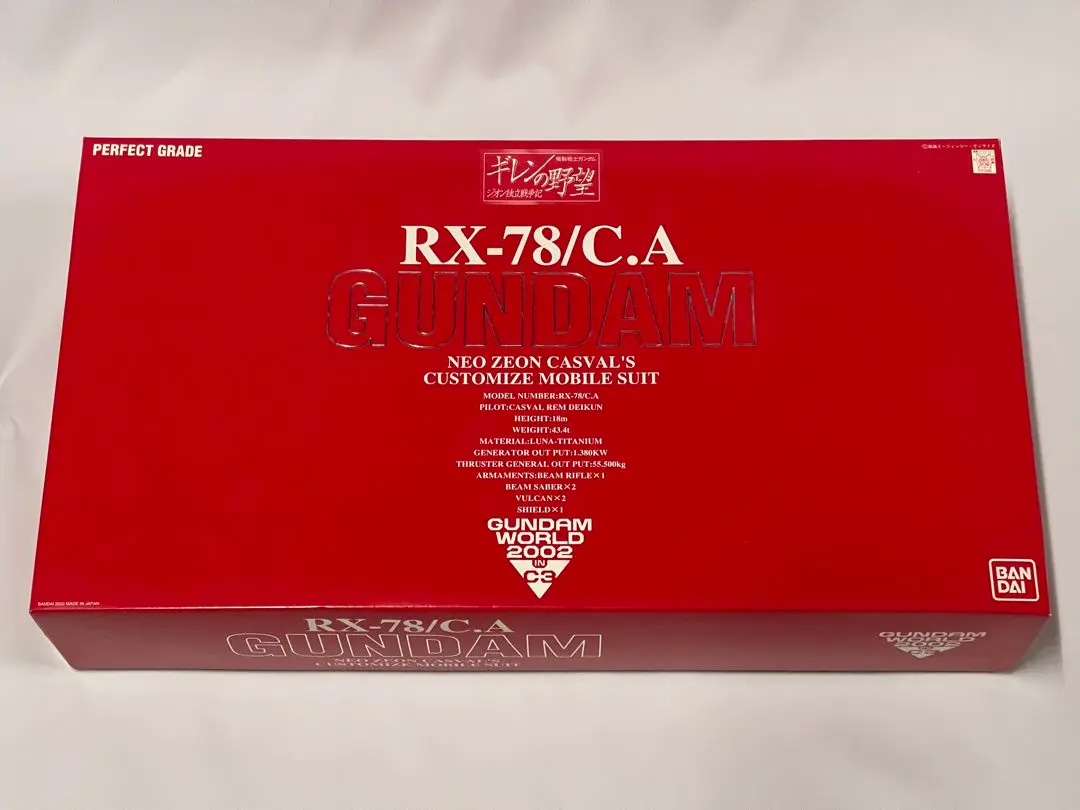 PERFECT GRADE
機動戦士ガンダム
ギレンの野望
ジオン独立戦争記
RX-78/C.A
GUNDAM
NEO ZEON CASVAL'S
CUSTOMIZE MOBILE SUIT
MODEL NUMBER:RX-78/C.A
PILOT:CASVAL REM DEIKUN
HEIGHT:18m
WEIGHT:43.4t
MATERIAL:LUNA-TITANIUM
GENERATOR OUT PUT:1.380KW
THRUSTER GENERAL OUT PUT:55.500kg
ARMAMENTS:BEAM RIFLE×1
BEAM SABER×2
VULCAN×2
SHIELD×1
GUNDAM
WORLD
2002
IN
C3
BAN
DAI
BANDAI 2002 MADE IN JAPAN
RX-78/C.A
GUNDAM
NEO ZEON CASVAL'S
CUSTOMIZE MOBILE SUIT
GUNDAM
WORLD
2002